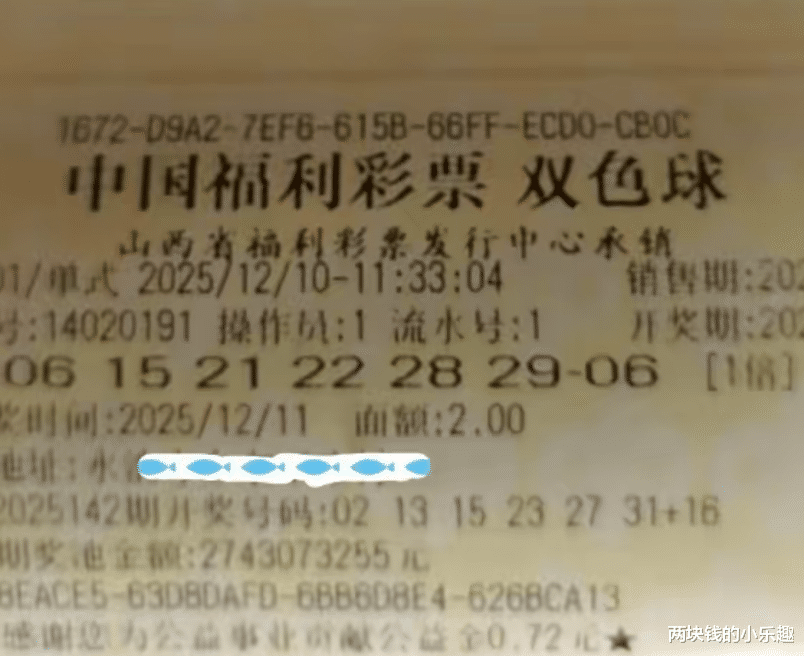 1672-D9A2-7EF6-615B-66FF-ECD0-CB0C
中国福利彩票 双色球
山西省福利彩票发行中心承销
01/单式 2025/12/10-11:33:04 销售期:202
号:14020191 操作员:1 流水号:1 开奖期:202
06 15 21 22 28 29-06 [1倍]
奖时间:2025/12/11 面额:2.00
地址:水
2025142期开奖号码:02 13 15 23 27 31+16
期奖池金额:2743073255元
8EACE5-63DBDAFD-6BB6D8E4-626BCA13
感谢您为公益事业贡献公益金0.72元★
两块钱的小乐趣